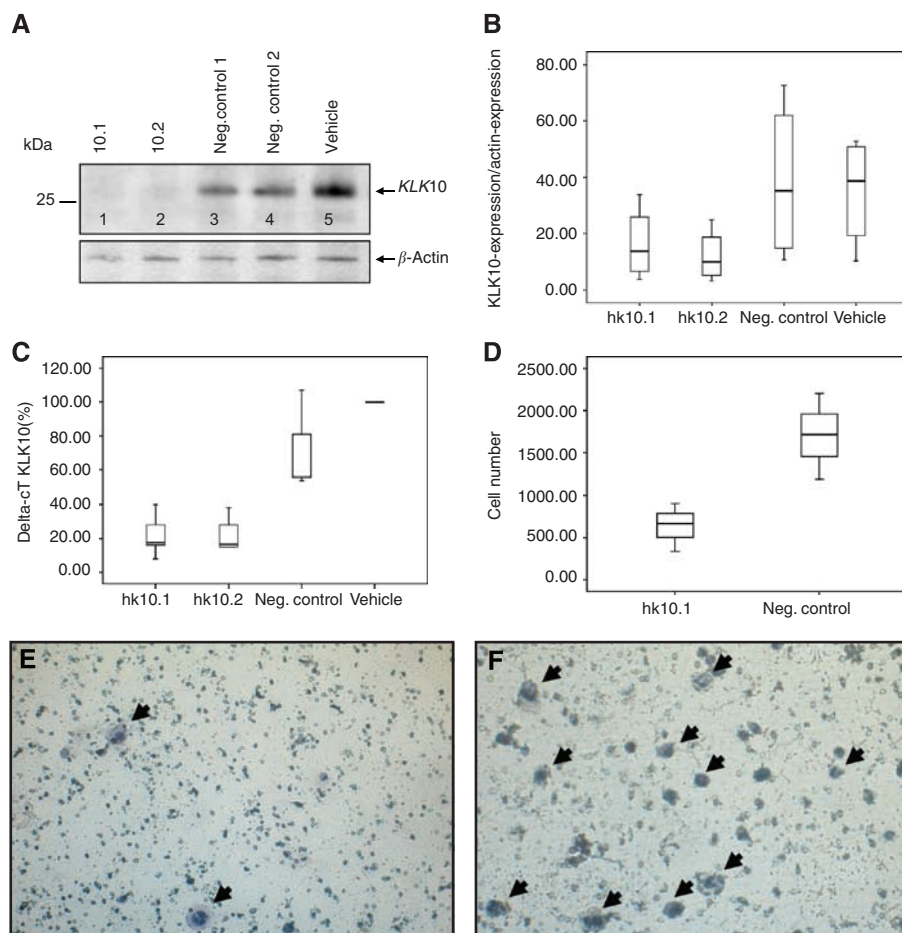 A
10.1
10.2
Neg.control 1
Neg. control 2
Vehicle
kDa
25
KLK10
1 2 3 4 5
β-Actin
B
KLK10-expression/actin-expression
80.00
60.00
40.00
20.00
0.00
hk10.1 hk10.2 Neg. control Vehicle
C
Delta-cT KLK10(%)
120.00
100.00
80.00
60.00
40.00
20.00
0.00
hk10.1 hk10.2 Neg. control Vehicle
D
Cell number
2500.00
2000.00
1500.00
1000.00
500.00
0.00
hk10.1 Neg. control
E
F